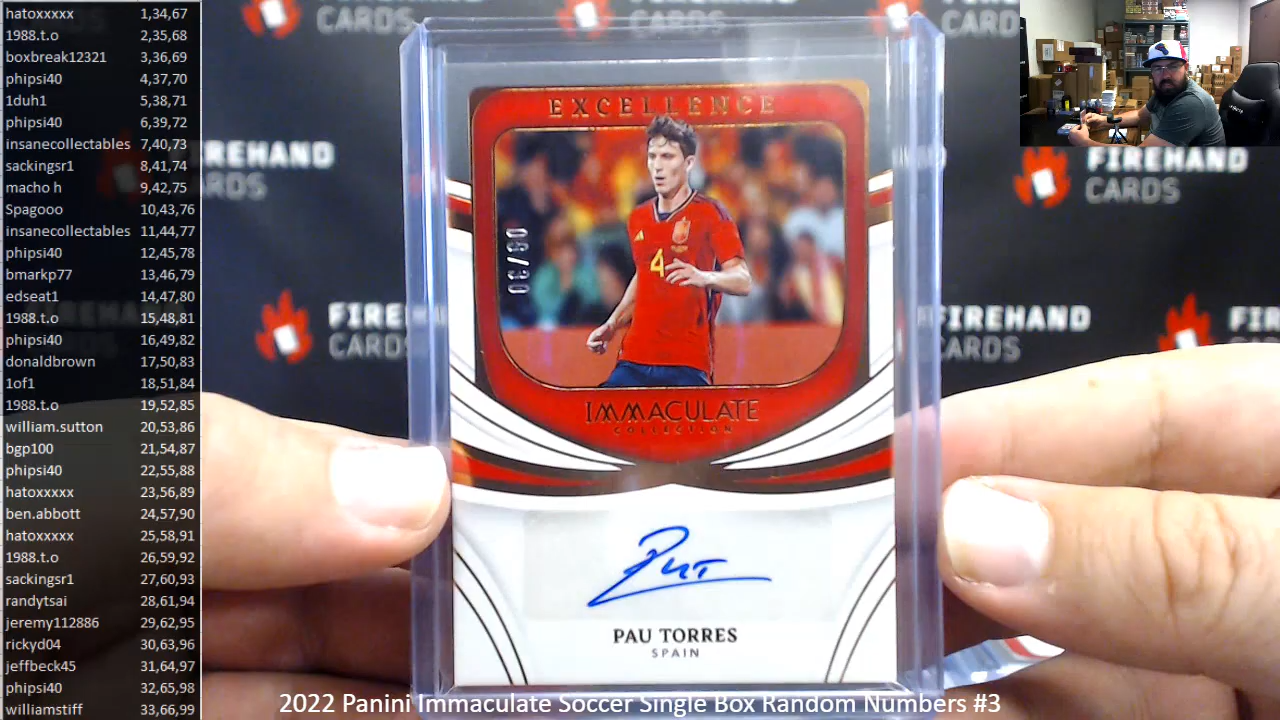 hatoxxxxx 1,34,67
1988.t.o 2,35,68
boxbreak12321 3,36,69
phipsi40 4,37,70
1duh1 5,38,71
phipsi40 6,39,72
insanecollectables 7,40,73
sackingsr1 8,41,74
macho h 9,42,75
Spagooo 10,43,76
insanecollectables 11,44,77
phipsi40 12,45,78
bmarkp77 13,46,79
edseat1 14,47,80
1988.t.o 15,48,81
phipsi40 16,49,82
donaldbrown 17,50,83
1of1 18,51,84
1988.t.o 19,52,85
william.sutton 20,53,86
bgp100 21,54,87
phipsi40 22,55,88
hatoxxxxx 23,56,89
ben.abbott 24,57,90
hatoxxxxx 25,58,91
1988.t.o 26,59,92
sackingsr1 27,60,93
randytsai 28,61,94
jeremy112886 29,62,95
rickyd04 30,63,96
jeffbeck45 31,64,97
phipsi40 32,65,98
williamstiff 33,66,99
FIREHAND
CARDS
EXCELLENCE
4
IMMACULATE
COLLECTION
PAU TORRES
SPAIN
2022 Panini Immaculate Soccer Single Box Random Numbers #3